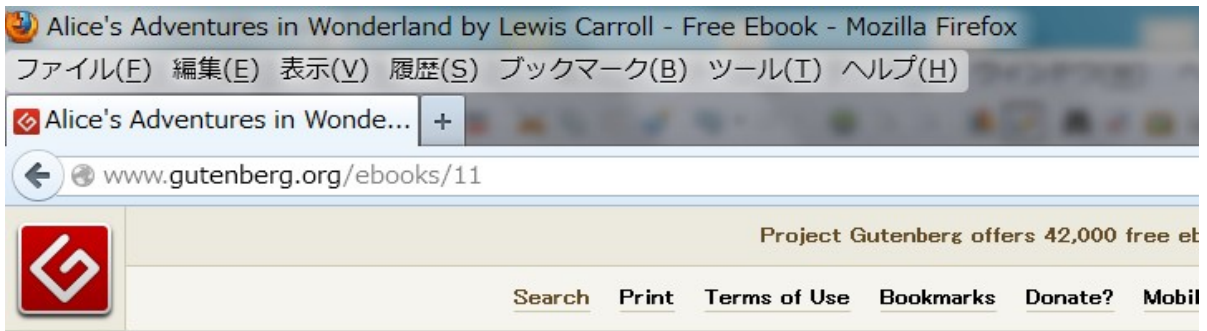 Alice's Adventures in Wonderland by Lewis Carroll - Free Ebook - Mozilla Firefox
ファイル(F) 編集(E) 表示(V) 履歴(S) ブックマーク(B) ツール(T) ヘルプ(H)
Alice's Adventures in Wonde... +
www.gutenberg.org/ebooks/11
Project Gutenberg offers 42,000 free eb
Search Print Terms of Use Bookmarks Donate? Mobil